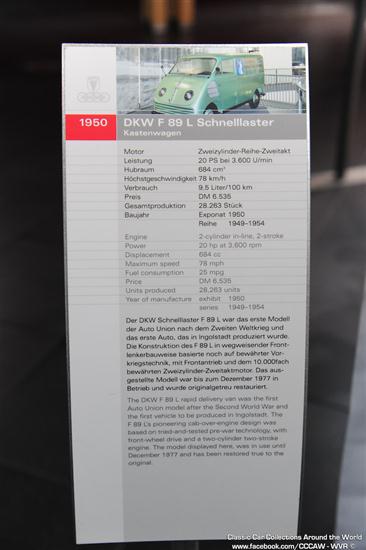 1950 DKW F 89 L Schnelllaster
Kastenwagen
Motor Zweizylinder-Reihe-Zweitakt
Leistung 20 PS bei 3.600 U/min
Hubraum 684 cm³
Höchstgeschwindigkeit 78 km/h
Verbrauch 9,5 Liter/100 km
Preis DM 6.535
Gesamtproduktion 28.263 Stück
Baujahr Exponat 1950
Reihe 1949–1954
Engine 2-cylinder in-line, 2-stroke
Power 20 hp at 3,600 rpm
Displacement 684 cc
Maximum speed 78 mph
Fuel consumption 25 mpg
Price DM 6.535
Units produced 28,263 units
Year of manufacture exhibit 1950
series 1949–1954
Der DKW Schnelllaster F 89 L war das erste Modell
der Auto Union nach dem Zweiten Weltkrieg und
das erste Auto, das in Ingolstadt produziert wurde.
Die Konstruktion des F 89 L in wegweisender Front-
lenkerbauweise basierte noch auf bewährter Vor-
kriegstechnik, mit Frontantrieb und dem 10.000fach
bewährten Zweizylinder-Zweitaktmotor. Das aus-
gestellte Modell war bis zum Dezember 1977 in
Betrieb und wurde originalgetreu restauriert.
The DKW F 89 L rapid delivery van was the first
Auto Union model after the Second World War and
the first vehicle to be produced in Ingolstadt. The
F 89 L's pioneering cab-over-engine design was
based on tried-and-tested pre-war technology, with
front-wheel drive and a two-cylinder two-stroke
engine. The model displayed here, was in use until
December 1977 and has been restored true to the
original.
Classic Car Collections Around the World
www.facebook.com/CCCAW - WVR ©